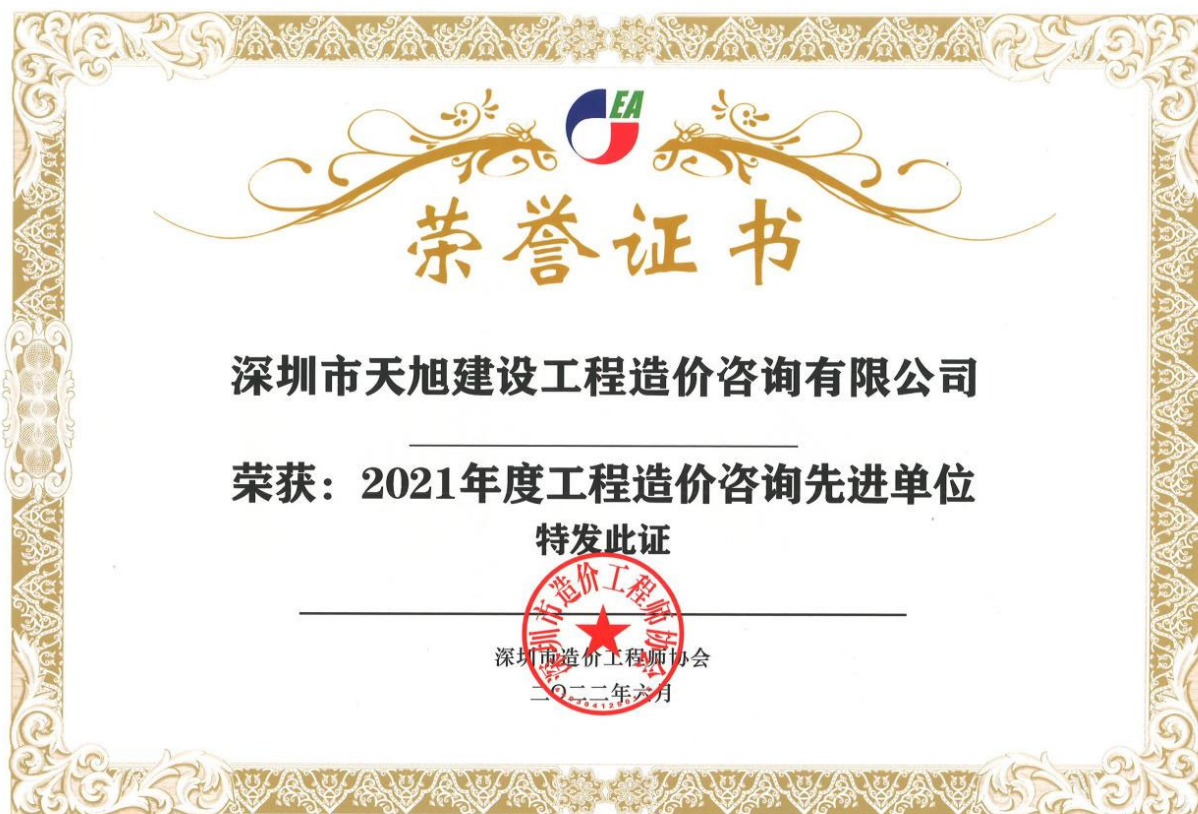 EA
荣誉证书
深圳市天旭建设工程造价咨询有限公司
荣获：2021年度工程造价咨询先进单位
特发此证
深圳市造价工程师协会
深圳市造价工程师协会
二〇二二年六月